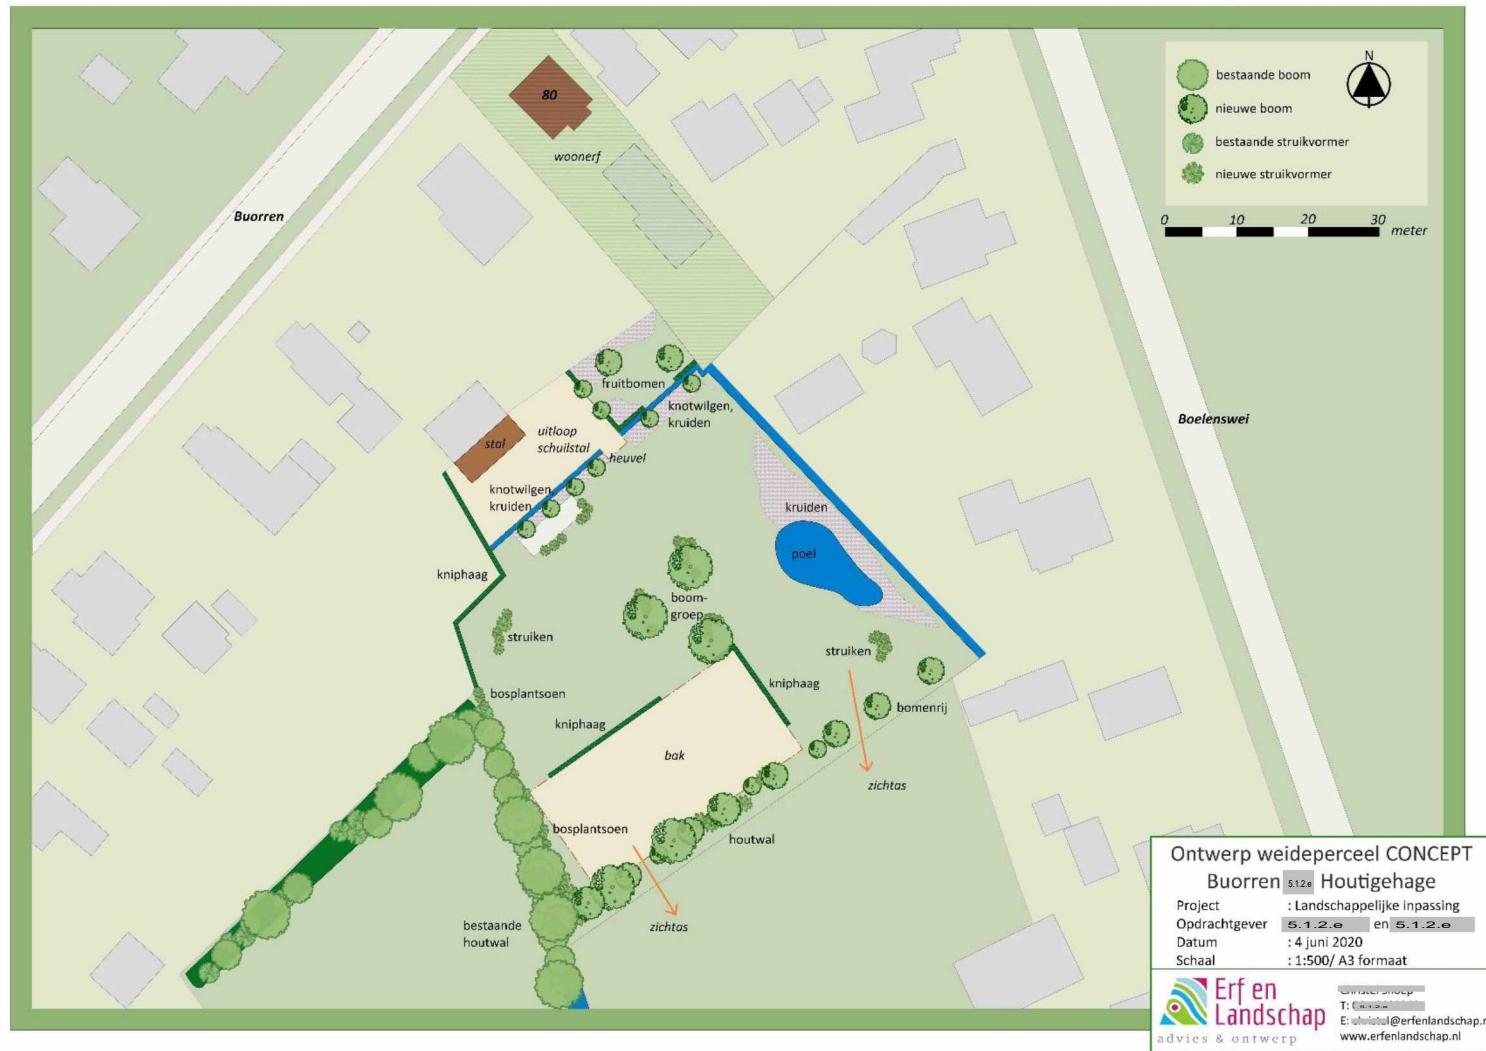 N
bestaande boom
nieuwe boom
bestaande struikvormer
nieuwe struikvormer
0 10 20 30
meter
80
woonerf
Buorren
Boelenswei
fruitbomen
knotwilgen,
kruiden
uitloop
schuilstal
stal
heuvel
knotwilgen,
kruiden
kruiden
poel
kniphaag
boom-
groep
struiken
struiken
kniphaag
bosplantsoen
bomenrij
kniphaag
bak
zichtas
bosplantsoen
houtwal
bestaande
houtwal
zichtas
Ontwerp weideperceel CONCEPT
Buorren 5.1.2.e Houtigehage
Project : Landschappelijke inpassing
Opdrachtgever 5.1.2.e en 5.1.2.e
Datum : 4 juni 2020
Schaal : 1:500/ A3 formaat
Erf en
Landschap
advies & ontwerp
T:
E: @erfenlandschap.n
www.erfenlandschap.nl